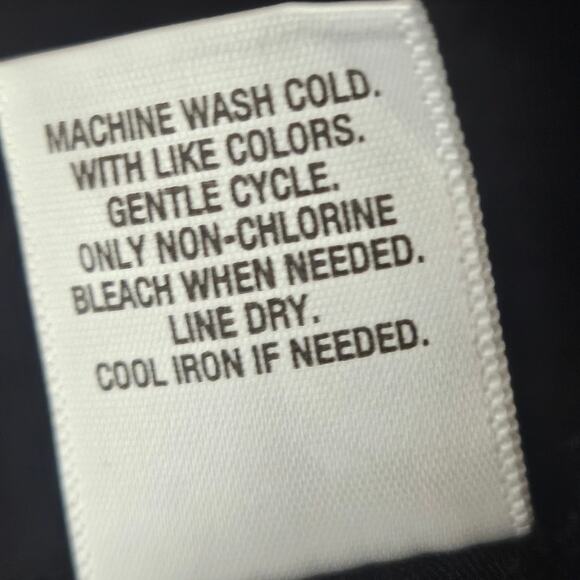 MACHINE WASH COLD.
WITH LIKE COLORS.
GENTLE CYCLE.
ONLY NON-CHLORINE
BLEACH WHEN NEEDED.
LINE DRY.
COOL IRON IF NEEDED.